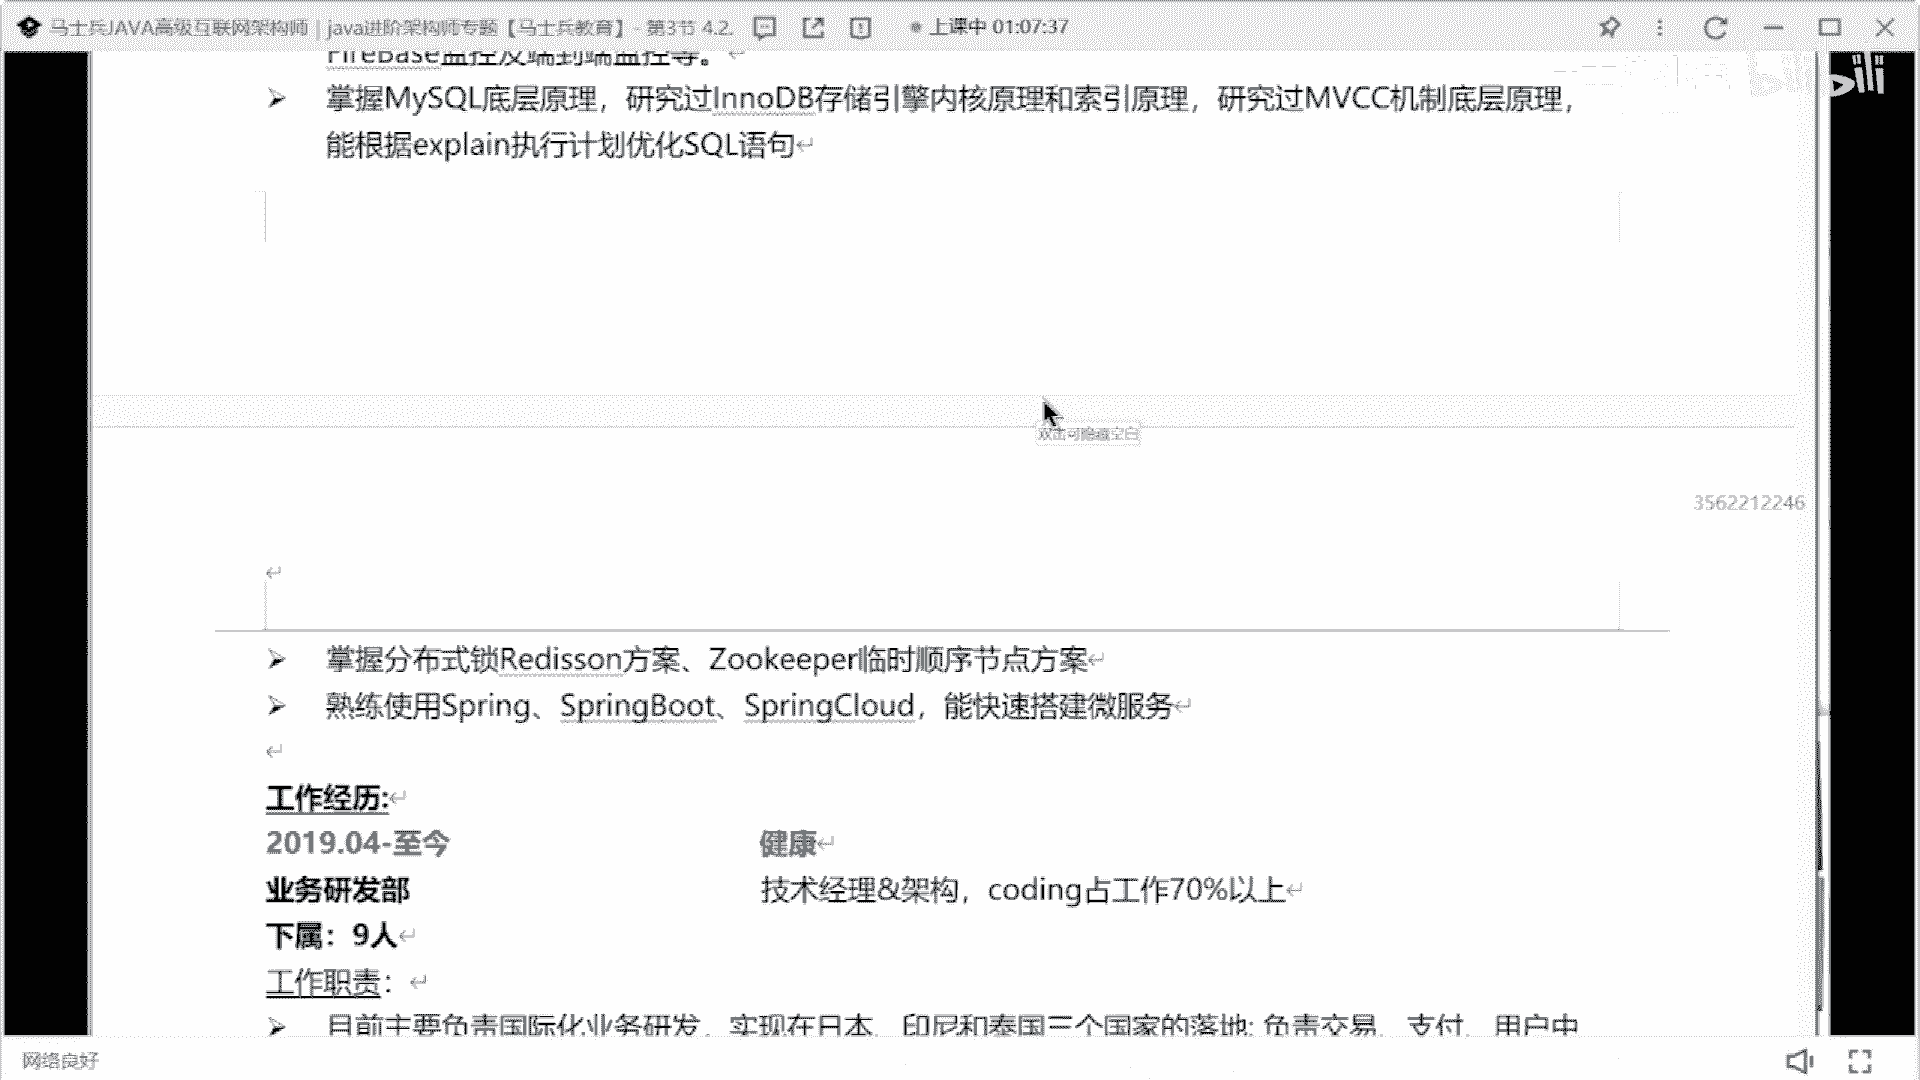 马士兵JAVA高级互联网架构师｜java进阶架构师专题【马士兵教育】- 第3节 4.2.
上课中 01:07:37
FireBase监控及端到端监控等。
掌握MySQL底层原理，研究过InnoDB存储引擎内核原理和索引原理，研究过MVCC机制底层原理，
能根据explain执行计划优化SQL语句
双击可隐藏空白
3562212246
掌握分布式锁Redisson方案、Zookeeper临时顺序节点方案
熟练使用Spring、SpringBoot、SpringCloud，能快速搭建微服务
工作经历:
2019.04-至今 健康
业务研发部 技术经理&架构，coding占工作70%以上
下属：9人
工作职责：
目前主要负责国际化业务研发，实现在日本、印尼和泰国三个国家的落地; 负责交易、支付、用户中
网络良好